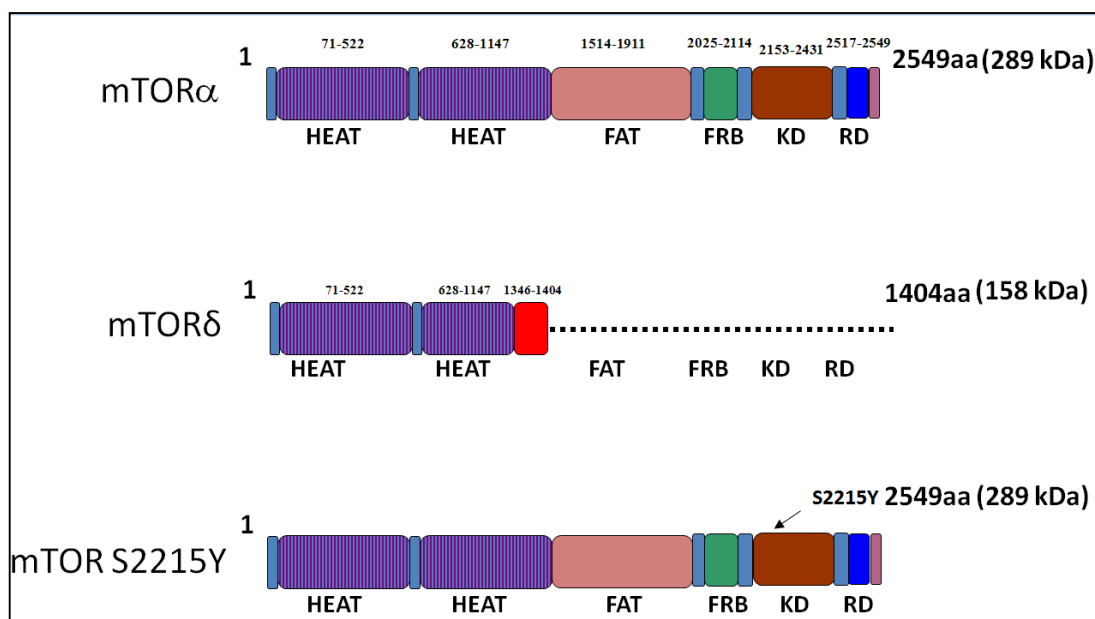 71-522 628-1147 1514-1911 2025-2114 2153-2431 2517-2549
1 2549aa (289 kDa)
mTORα
HEAT HEAT FAT FRB KD RD
71-522 628-1147 1346-1404
1 1404aa (158 kDa)
mTORδ
HEAT HEAT FAT FRB KD RD
S2215Y 2549aa (289 kDa)
1
mTOR S2215Y
HEAT HEAT FAT FRB KD RD